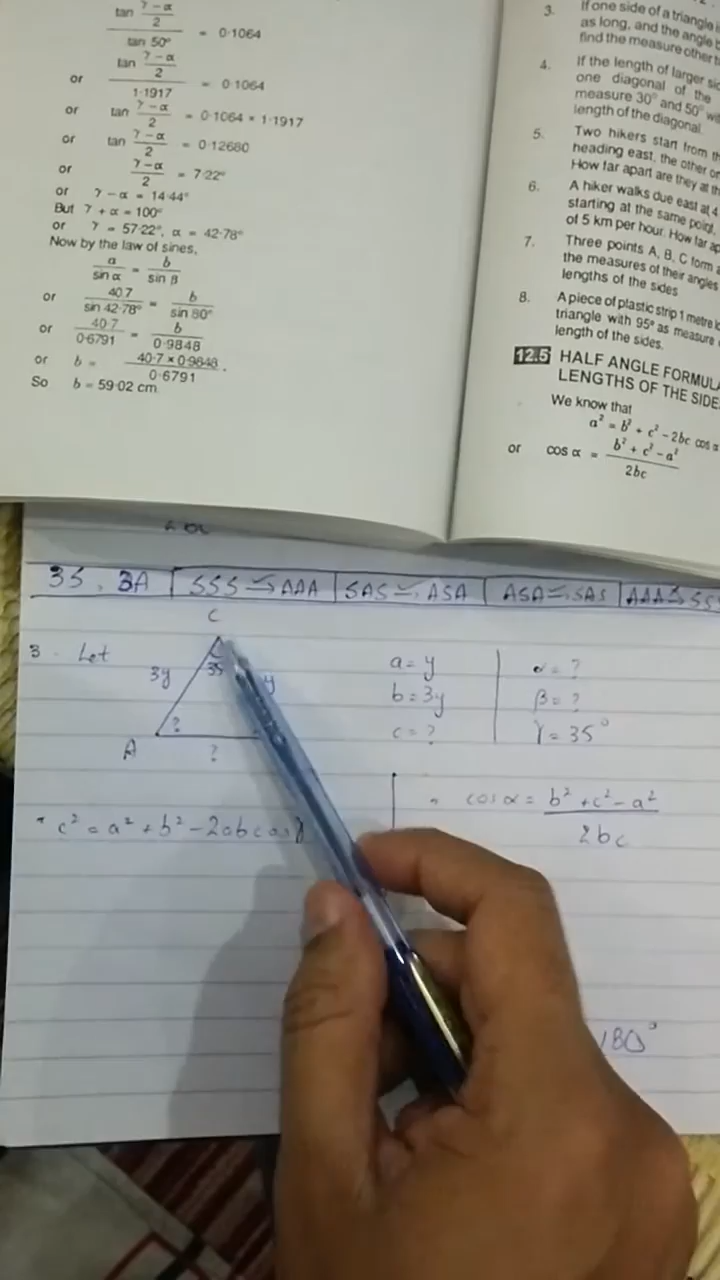 tan (γ - α)/2 / tan 50° = 0·1064
or tan (γ - α)/2 / 1·1917 = 0·1064
or tan (γ - α)/2 = 0·1064 × 1·1917
or tan (γ - α)/2 = 0·12680
or (γ - α)/2 = 7·22°
or γ - α = 14·44°
But γ + α = 100°
or γ = 57·22°, α = 42·78°
Now by the law of sines,
a/sin α = b/sin β
or 40·7/sin 42·78° = b/sin 80°
or 40·7/0·6791 = b/0·9848
or b = 40·7 × 0·9848/0·6791 .
So b = 59·02 cm.
3. If one side of a triangle
as long, and the angle
find the measure other
4. If the length of larger
one diagonal of the
measure 30° and 50°
length of the diagonal.
5. Two hikers start from
heading east, the other
How far apart are they at
6. A hiker walks due east at 4
starting at the same point,
of 5 km per hour. How far
7. Three points A, B, C form
the measures of their angles
lengths of the sides
8. A piece of plastic strip 1 metre
triangle with 95° as measure
length of the sides.
12.5 HALF ANGLE
LENGTHS OF THE
We know that
a² = b² + c² - 2bc cos α
or cos α = b² + c² - a²/2bc
3S, 3A | SSS ⇌ AAA | SAS ⇌ ASA | ASA ⇌ SAS | AAA
C
3. Let 3y 35 y
A ? ?
a = y | α = ?
b = 3y | β = ?
c = ? | γ = 35°
c² = a² + b² - 2ab cos γ
cos α = b² + c² - a²/2bc
180°